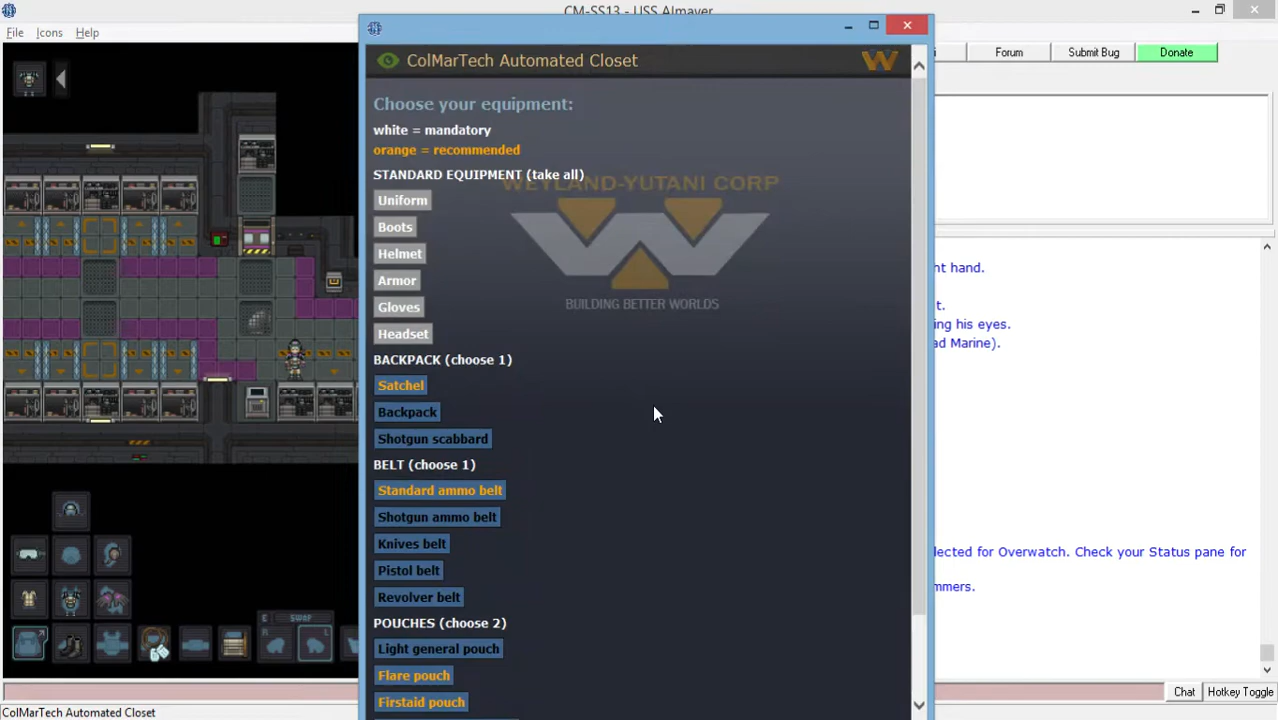 CM-SS13 - USS Almayer
File Icons Help
Forum Submit Bug Donate
ColMarTech Automated Closet
Choose your equipment:
white = mandatory
orange = recommended
STANDARD EQUIPMENT (take all)
WEYLAND-YUTANI CORP
BUILDING BETTER WORLDS
Uniform
Boots
Helmet
Armor
Gloves
Headset
BACKPACK (choose 1)
Satchel
Backpack
Shotgun scabbard
BELT (choose 1)
Standard ammo belt
Shotgun ammo belt
Knives belt
Pistol belt
Revolver belt
POUCHES (choose 2)
Light general pouch
Flare pouch
Firstaid pouch
ht hand.
t.
ing his eyes.
ad Marine).
lected for Overwatch. Check your Status pane for
mmers.
SWAP
R L
Chat Hotkey Toggle
ColMarTech Automated Closet